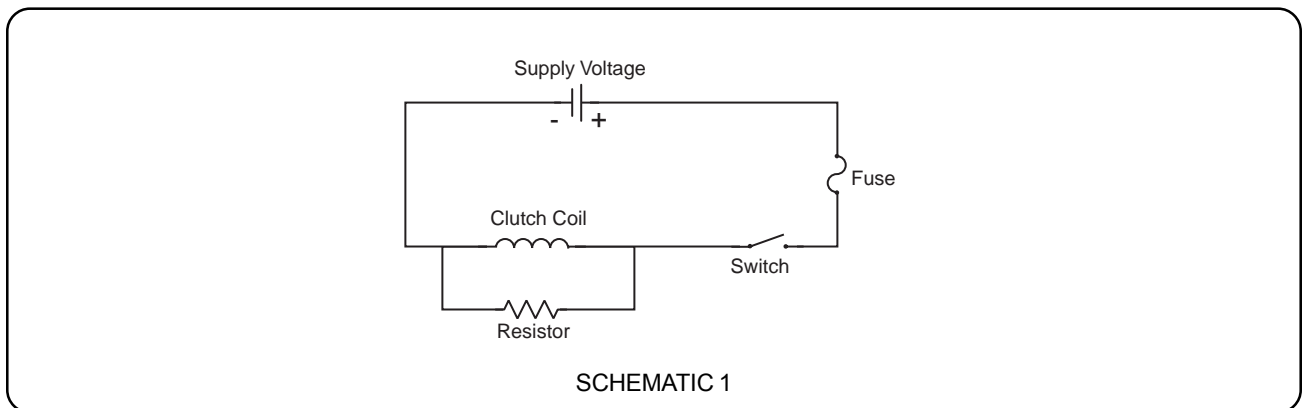 Supply Voltage
- +
Fuse
Clutch Coil
Switch
Resistor
SCHEMATIC 1